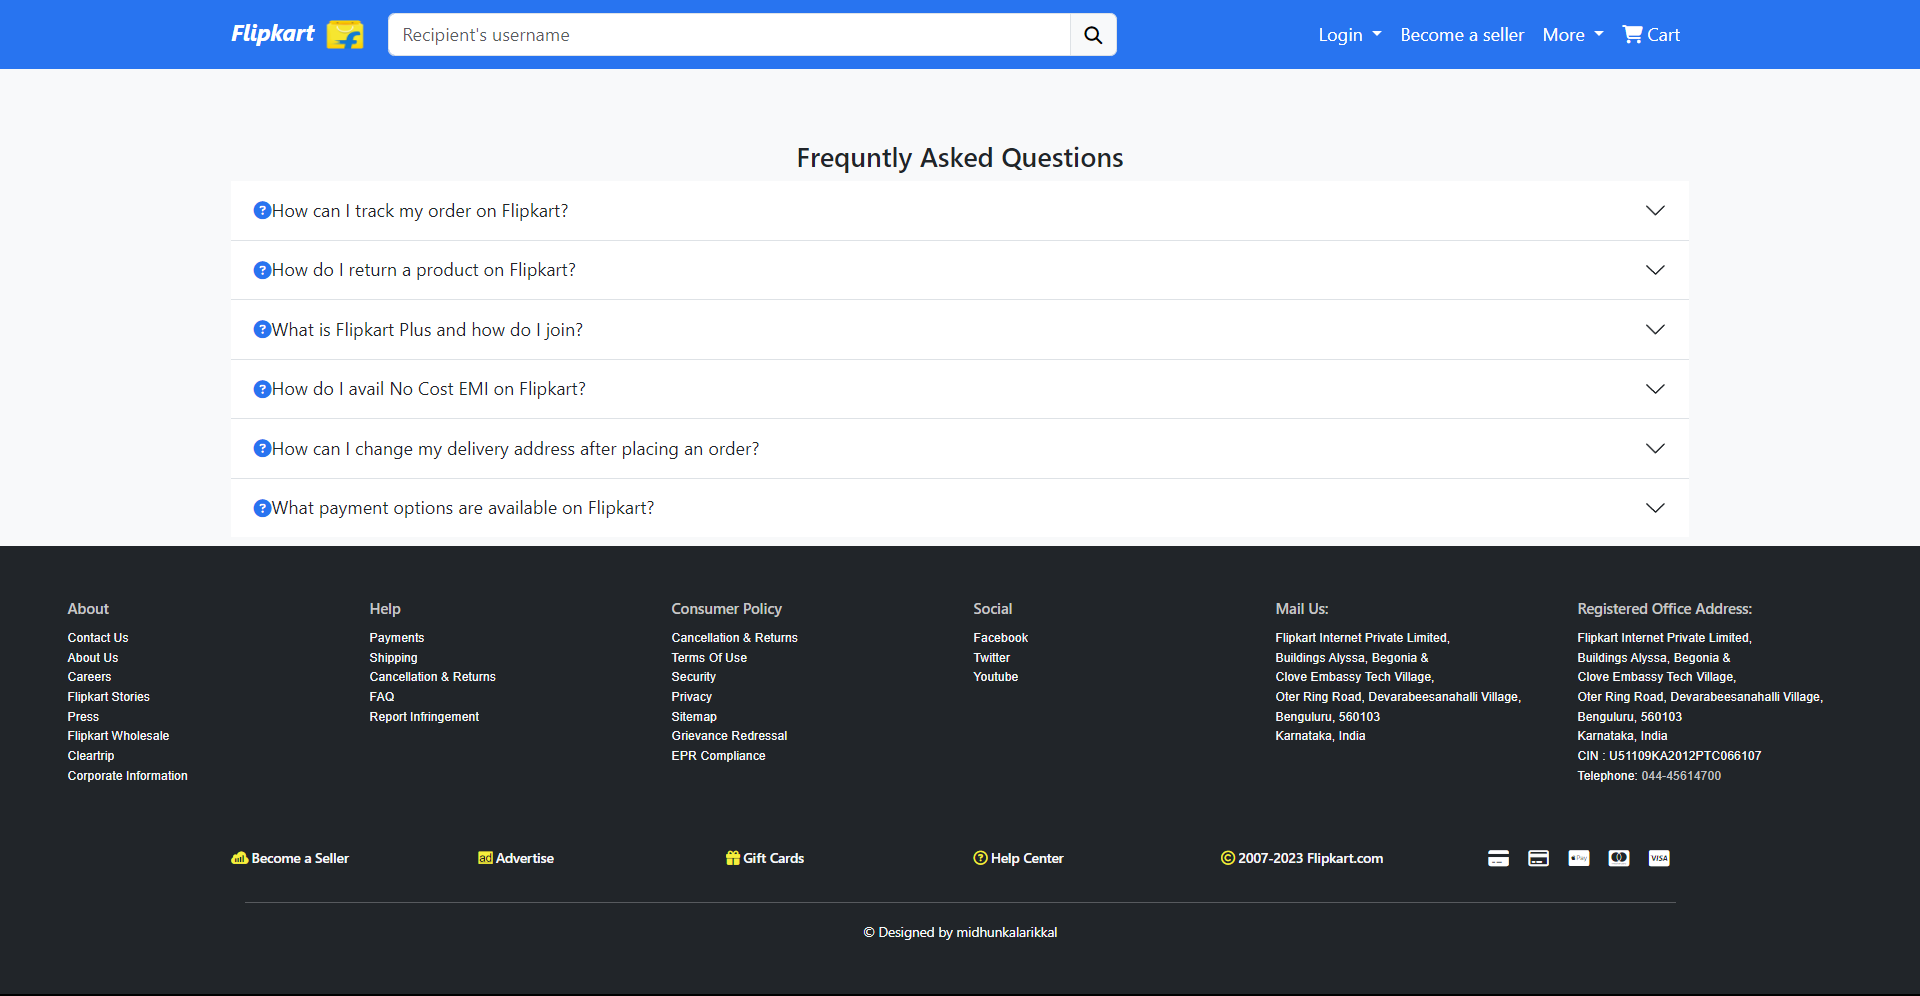 Flipkart
Recipient's username
Login
Become a seller
More
Cart
Frequntly Asked Questions
How can I track my order on Flipkart?
How do I return a product on Flipkart?
What is Flipkart Plus and how do I join?
How do I avail No Cost EMI on Flipkart?
How can I change my delivery address after placing an order?
What payment options are available on Flipkart?
About
Contact Us
About Us
Careers
Flipkart Stories
Press
Flipkart Wholesale
Cleartrip
Corporate Information
Help
Payments
Shipping
Cancellation & Returns
FAQ
Report Infringement
Consumer Policy
Cancellation & Returns
Terms Of Use
Security
Privacy
Sitemap
Grievance Redressal
EPR Compliance
Social
Facebook
Twitter
Youtube
Mail Us:
Flipkart Internet Private Limited,
Buildings Alyssa, Begonia &
Clove Embassy Tech Village,
Oter Ring Road, Devarabeesanahalli Village,
Benguluru, 560103
Karnataka, India
Registered Office Address:
Flipkart Internet Private Limited,
Buildings Alyssa, Begonia &
Clove Embassy Tech Village,
Oter Ring Road, Devarabeesanahalli Village,
Benguluru, 560103
Karnataka, India
CIN : U51109KA2012PTC066107
Telephone: 044-45614700
Become a Seller
ad Advertise
Gift Cards
Help Center
© 2007-2023 Flipkart.com
Pay
VISA
© Designed by midhunkalarikkal